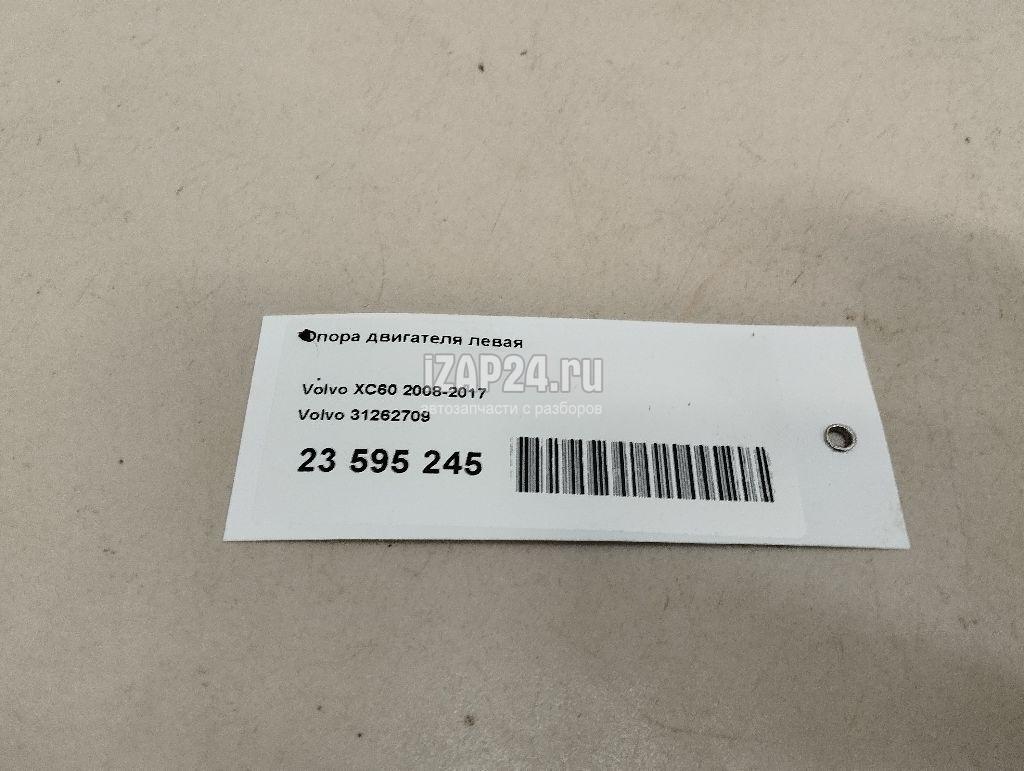 Опора двигателя левая
iZAP24.ru
Volvo XC60 2008-2017
автозапчасти с разборов
Volvo 31262709
23 595 245